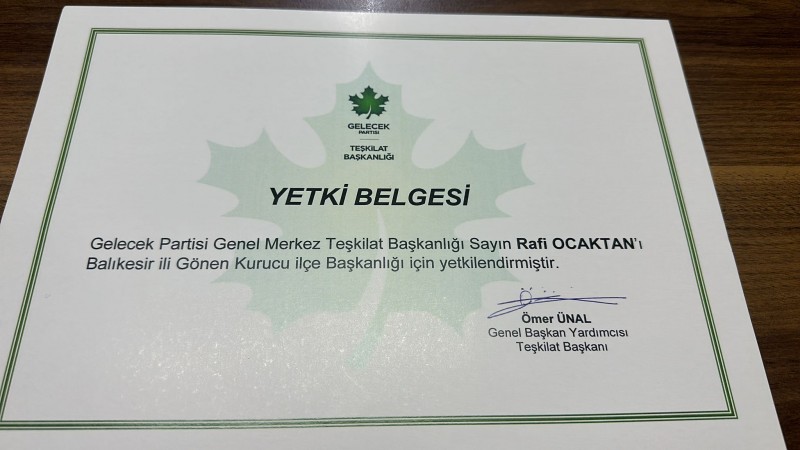 GELECEK
PARTİSİ
TEŞKİLAT
BAŞKANLIĞI
YETKİ BELGESİ
Gelecek Partisi Genel Merkez Teşkilat Başkanlığı Sayın Rafi OCAKTAN'ı
Balıkesir ili Gönen Kurucu ilçe Başkanlığı için yetkilendirmiştir.
Ömer ÜNAL
Genel Başkan Yardımcısı
Teşkilat Başkanı